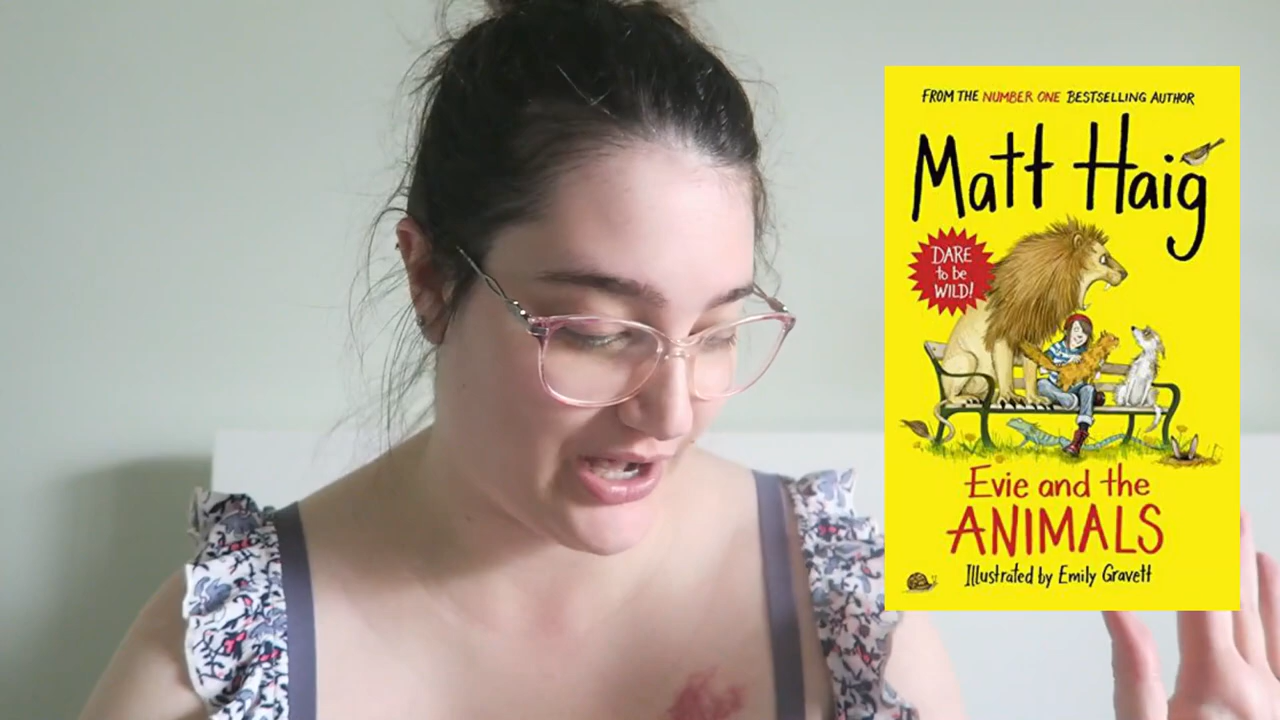 FROM THE NUMBER ONE BESTSELLING AUTHOR
Matt Haig
DARE
to be
WILD!
Evie and the
ANIMALS
Illustrated by Emily Gravett